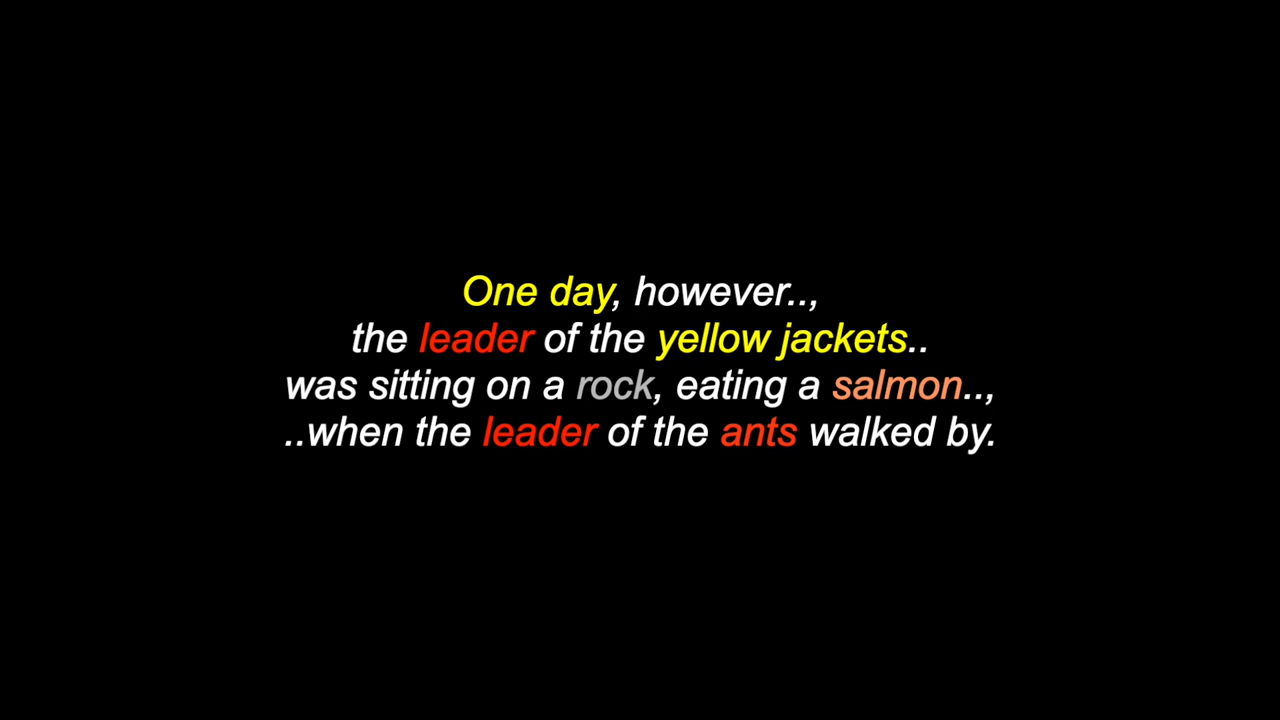 One day, however..,
the leader of the yellow jackets..
was sitting on a rock, eating a salmon..,
..when the leader of the ants walked by.